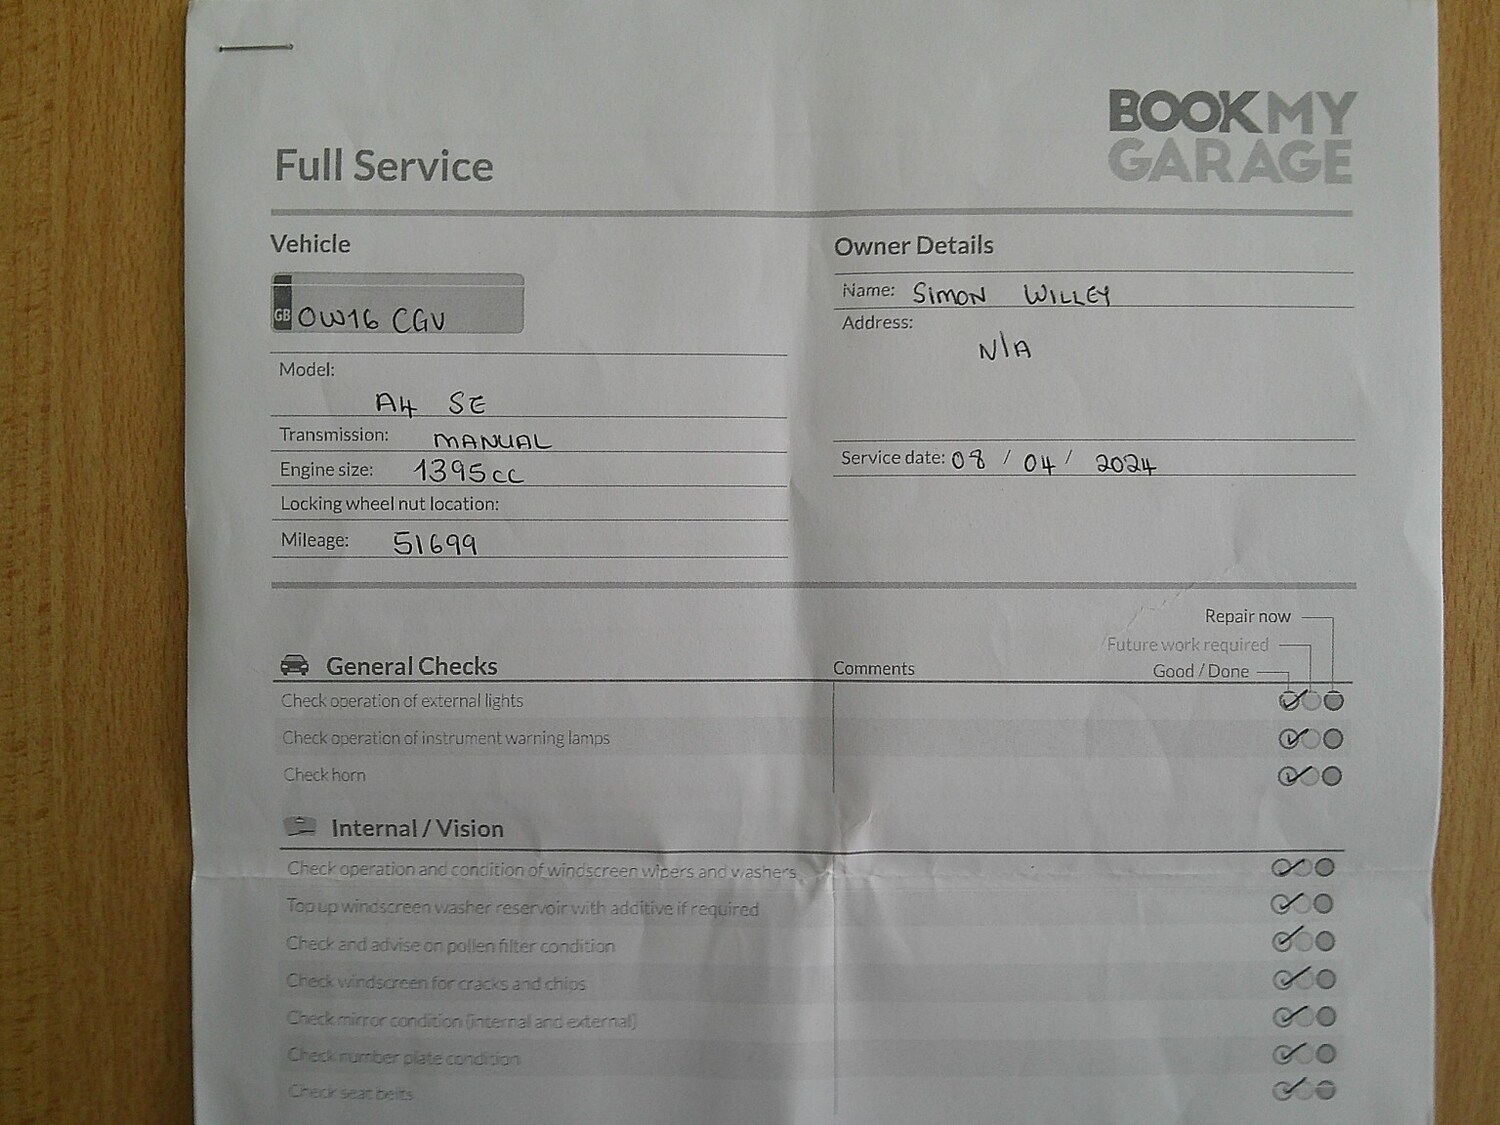 BOOKMY
GARAGE
Full Service
Vehicle
GB OW16 CGV
Model: A4 SE
Transmission: MANUAL
Engine size: 1395cc
Locking wheel nut location:
Mileage: 51699
Owner Details
Name: SIMON WILLEY
Address: N/A
Service date: 08 / 04 / 2024
Repair now
Future work required
Good / Done
General Checks
Comments
Check operation of external lights
Check operation of instrument warning lamps
Check horn
Internal / Vision
Check operation and condition of windscreen wipers and washers
Top up windscreen washer reservoir with additive if required
Check and advise on pollen filter condition
Check windscreen for cracks and chips
Check mirror condition (internal and external)
Check number plate condition
Check seat belts